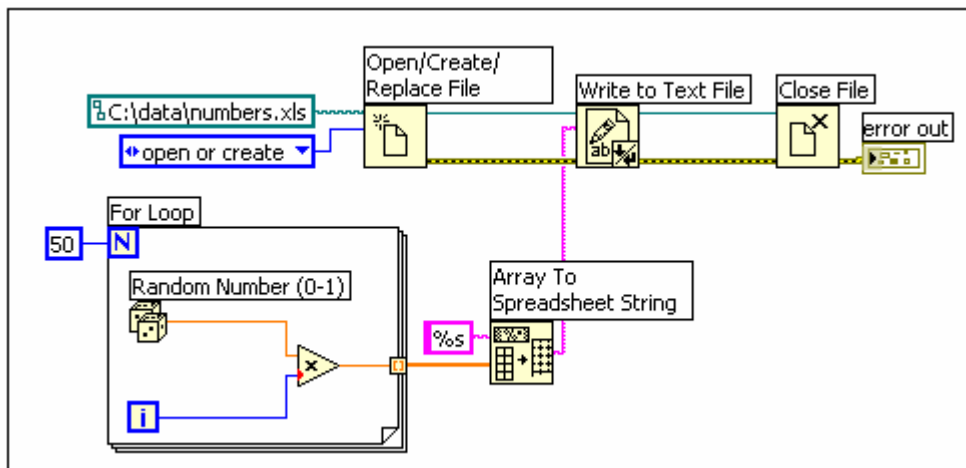 Open/Create/
Replace File
Write to Text File
Close File
C:\data\numbers.xls
error out
open or create
ab
For Loop
50
N
Random Number (0-1)
Array To
Spreadsheet String
%s
x
i